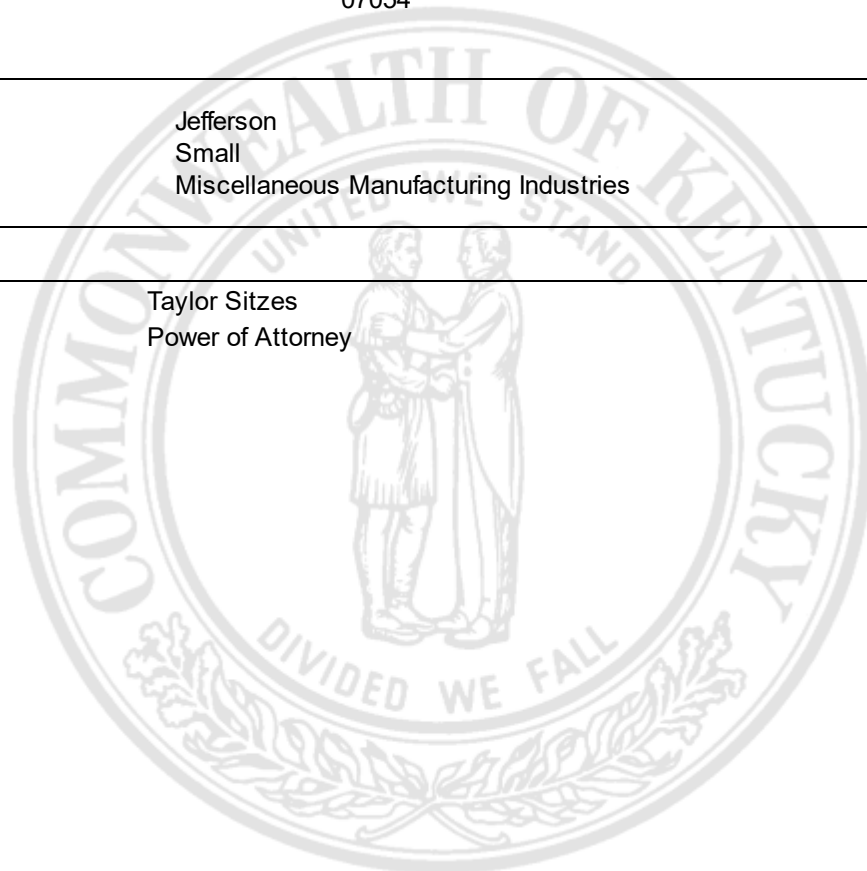 07054
Jefferson
Small
Miscellaneous Manufacturing Industries
Taylor Sitzes
Power of Attorney
COMMONWEALTH OF KENTUCKY
UNITED WE STAND
DIVIDED WE FALL